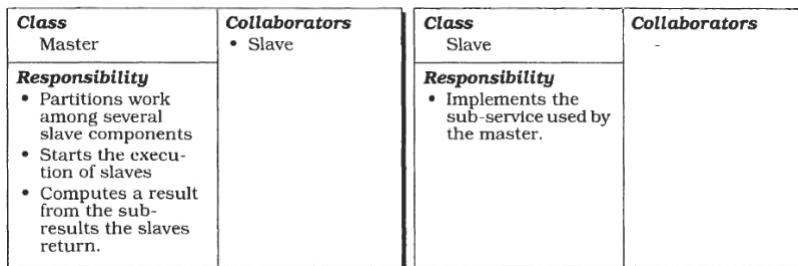 Class
Master
Collaborators
• Slave
Responsibility
• Partitions work
among several
slave components
• Starts the execu-
tion of slaves
• Computes a result
from the sub-
results the slaves
return.
Class
Slave
Collaborators
-
Responsibility
• Implements the
sub-service used by
the master.